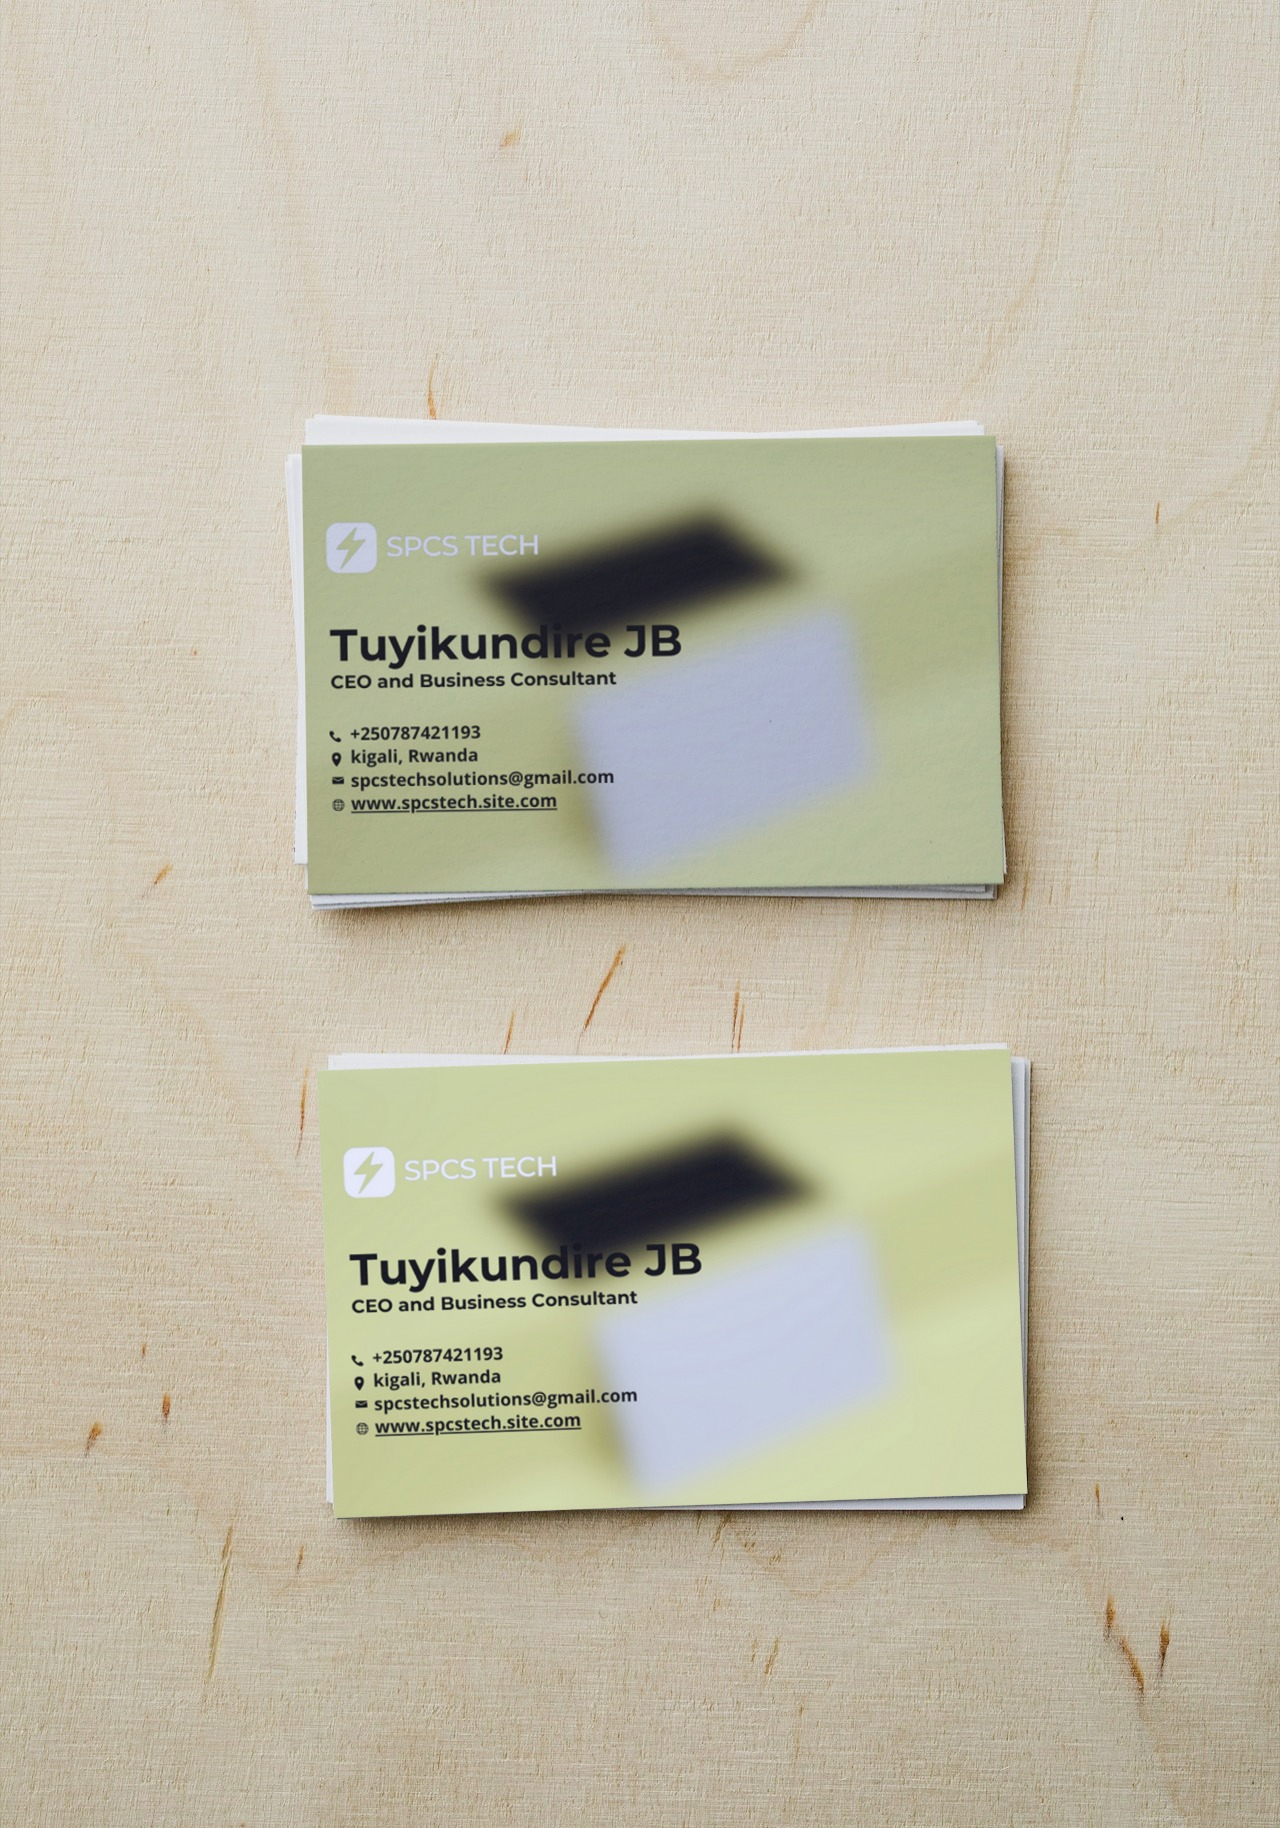 SPCS TECH
Tuyikundire JB
CEO and Business Consultant
+250787421193
kigali, Rwanda
spcstechsolutions@gmail.com
www.spcstech.site.com
SPCS TECH
Tuyikundire JB
CEO and Business Consultant
+250787421193
kigali, Rwanda
spcstechsolutions@gmail.com
www.spcstech.site.com